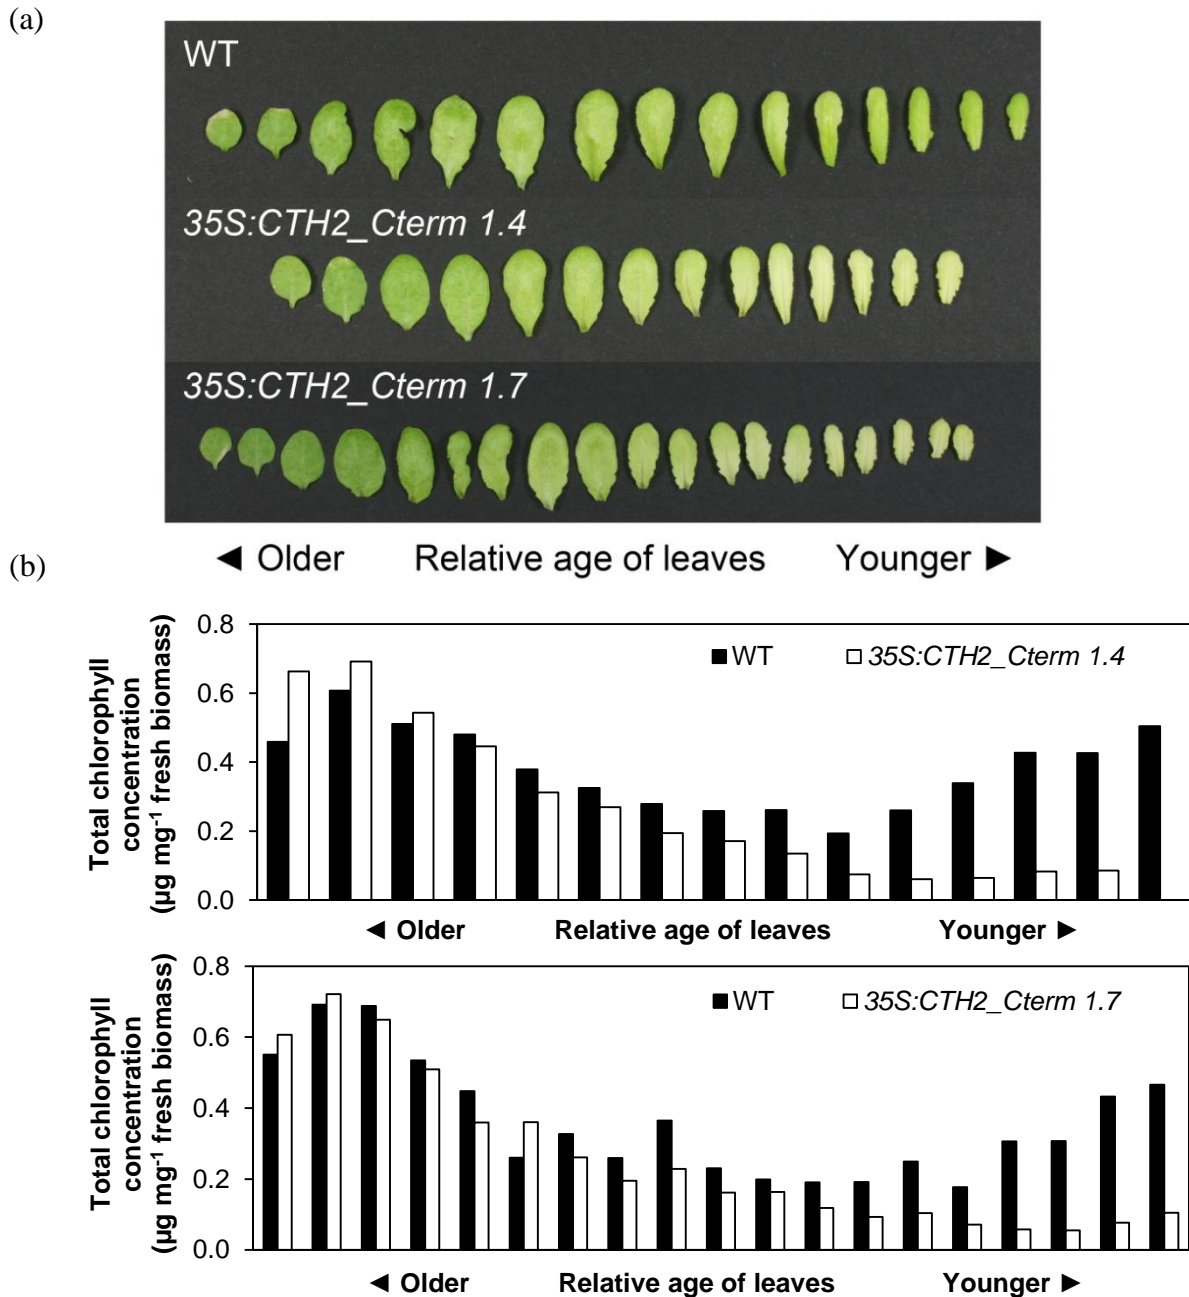 (a)
WT
35S:CTH2_Cterm 1.4
35S:CTH2_Cterm 1.7
◄ Older Relative age of leaves Younger ►
(b)
Total chlorophyll
concentration
(µg mg⁻¹ fresh biomass)
0.8
0.6
0.4
0.2
0.0
WT 35S:CTH2_Cterm 1.4
◄ Older Relative age of leaves Younger ►
Total chlorophyll
concentration
(µg mg⁻¹ fresh biomass)
0.8
0.6
0.4
0.2
0.0
WT 35S:CTH2_Cterm 1.7
◄ Older Relative age of leaves Younger ►